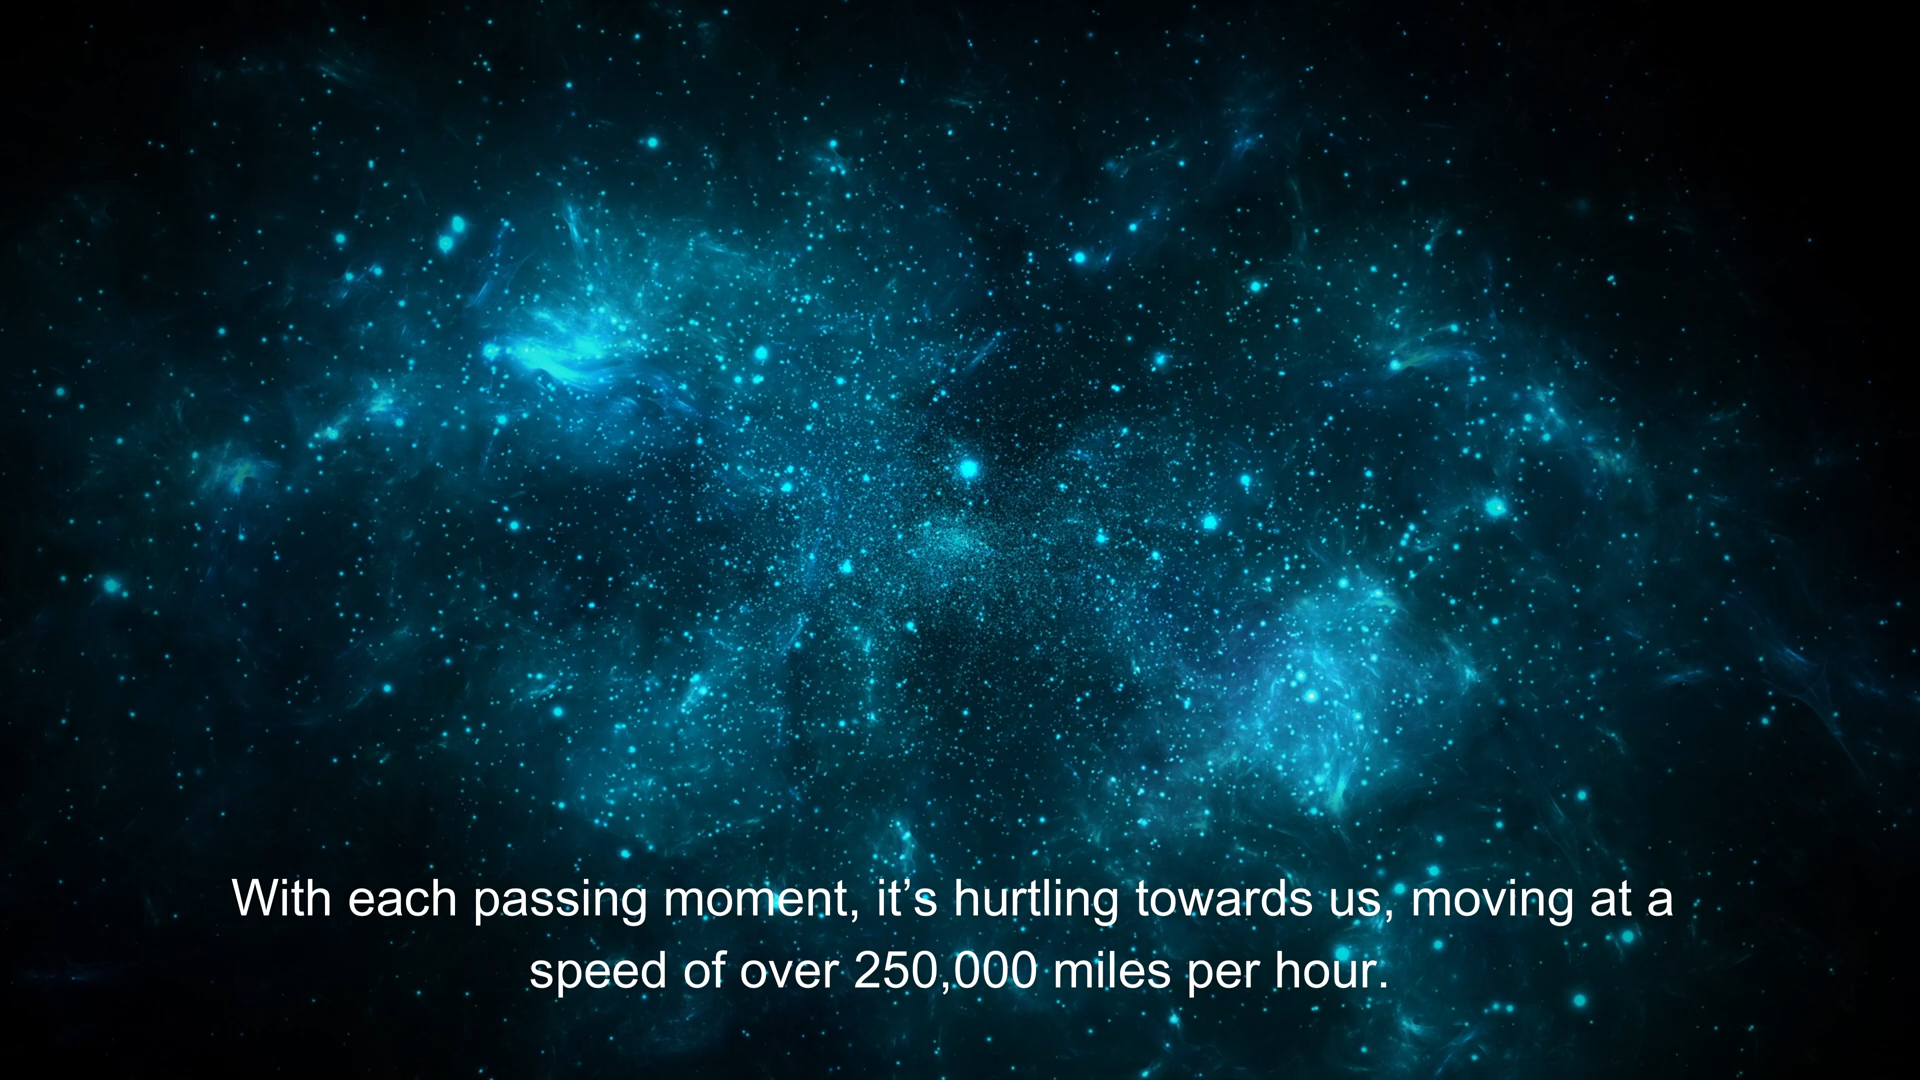 With each passing moment, it’s hurtling towards us, moving at a
speed of over 250,000 miles per hour.